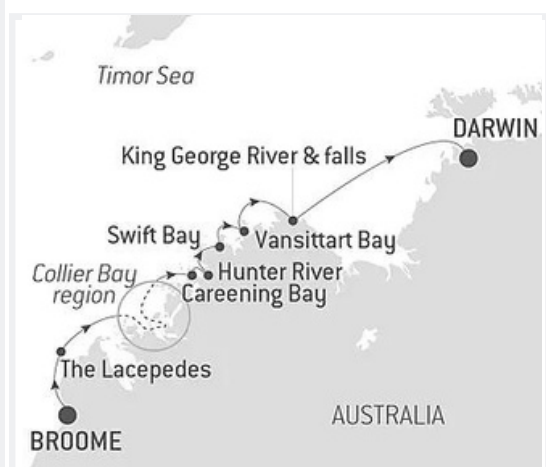 Timor Sea
DARWIN
King George River & falls
Swift Bay
Vansittart Bay
Collier Bay
region
Hunter River
Careening Bay
The Lacepedes
AUSTRALIA
BROOME